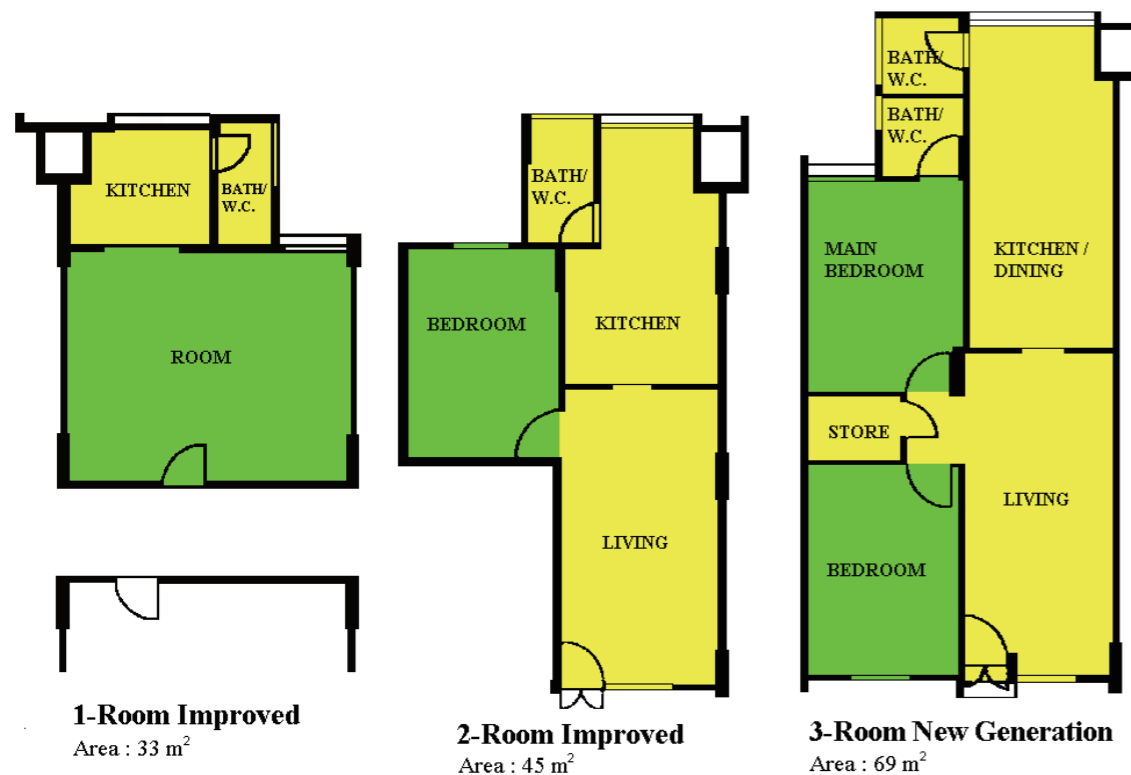 KITCHEN
BATH/
W.C.
ROOM
1-Room Improved
Area : 33 m²
BATH/
W.C.
BEDROOM
KITCHEN
LIVING
2-Room Improved
Area : 45 m²
BATH/
W.C.
BATH/
W.C.
MAIN
BEDROOM
KITCHEN /
DINING
STORE
LIVING
BEDROOM
3-Room New Generation
Area : 69 m²